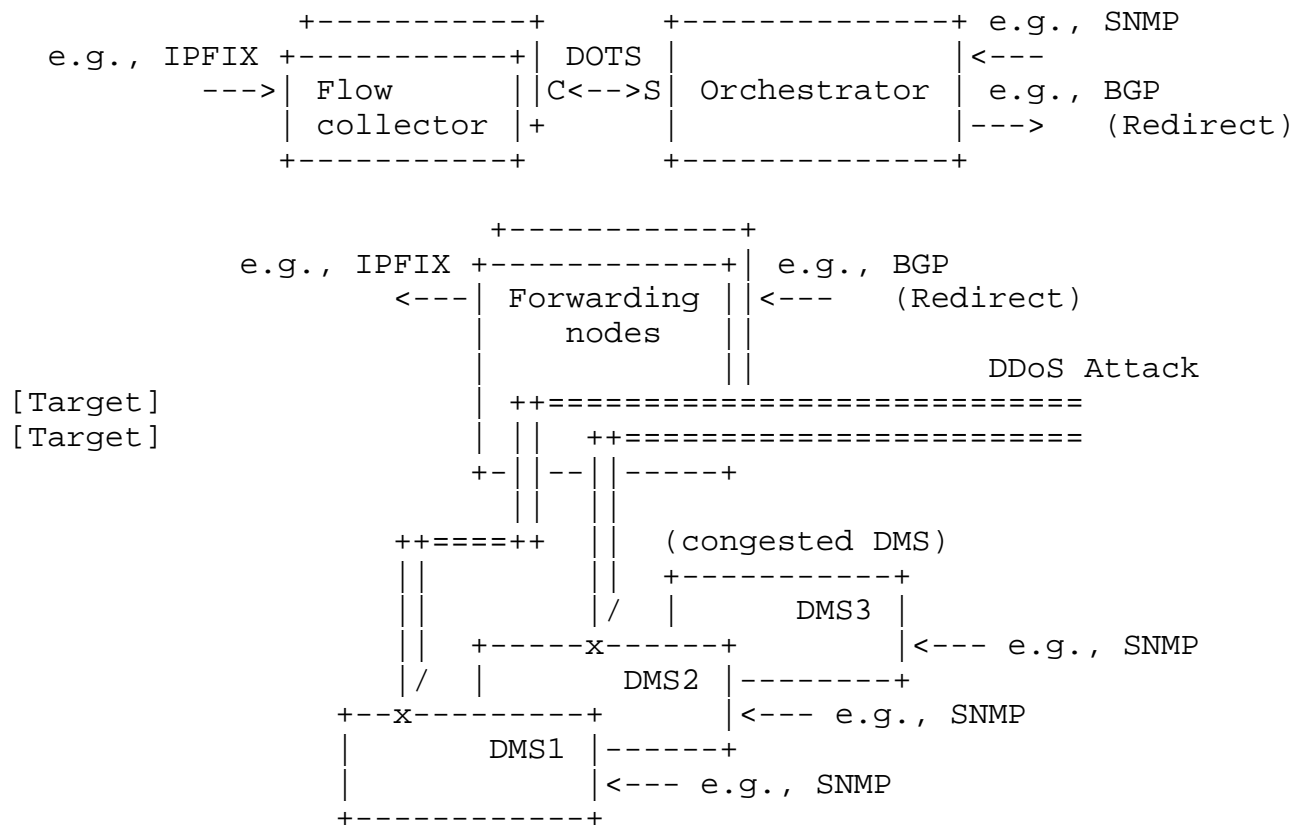 e.g., SNMP
e.g., IPFIX DOTS
---> Flow C<-->S Orchestrator <---
e.g., BGP
collector ---> (Redirect)
e.g., IPFIX e.g., BGP
<--- Forwarding <--- (Redirect)
nodes
DDoS Attack
[Target]
[Target]
(congested DMS)
DMS3
x <--- e.g., SNMP
DMS2
x <--- e.g., SNMP
DMS1
<--- e.g., SNMP